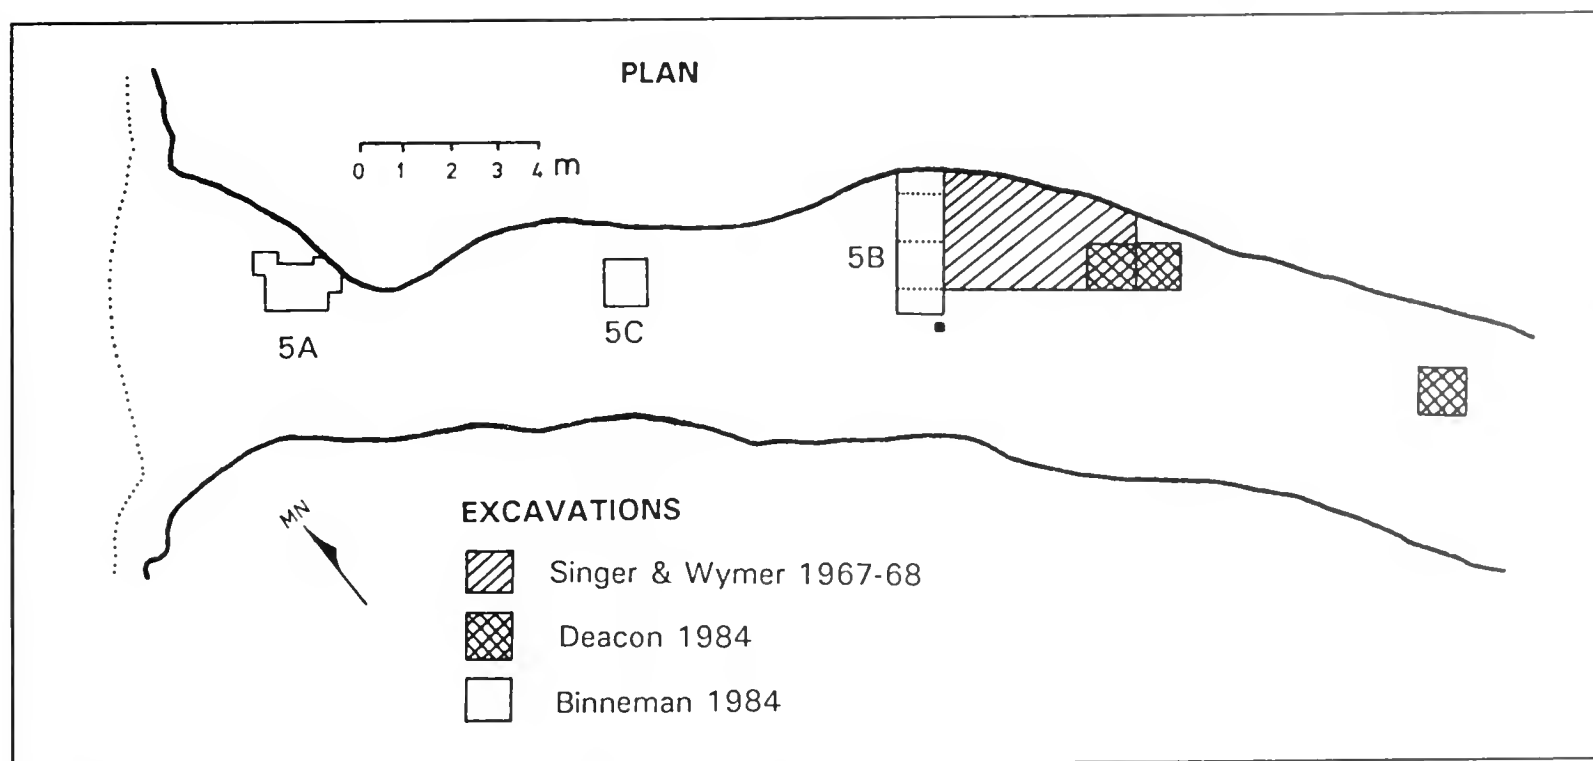 PLAN
0 1 2 3 4 m
5A
5C
5B
MN
EXCAVATIONS
Singer & Wymer 1967-68
Deacon 1984
Binneman 1984